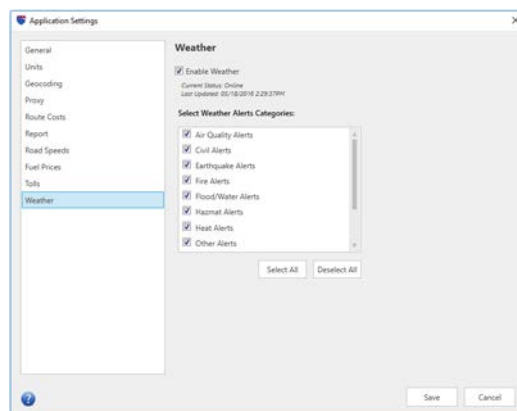 Application Settings
General
Units
Geocoding
Proxy
Route Costs
Report
Road Speeds
Fuel Prices
Tolls
Weather
Weather
Enable Weather
Current Status: Online
Last Updated: 05/18/2016 2:29:37PM
Select Weather Alerts Categories:
Air Quality Alerts
Civil Alerts
Earthquake Alerts
Fire Alerts
Flood/Water Alerts
Hazmat Alerts
Heat Alerts
Other Alerts
Select All
Deselect All
Save
Cancel